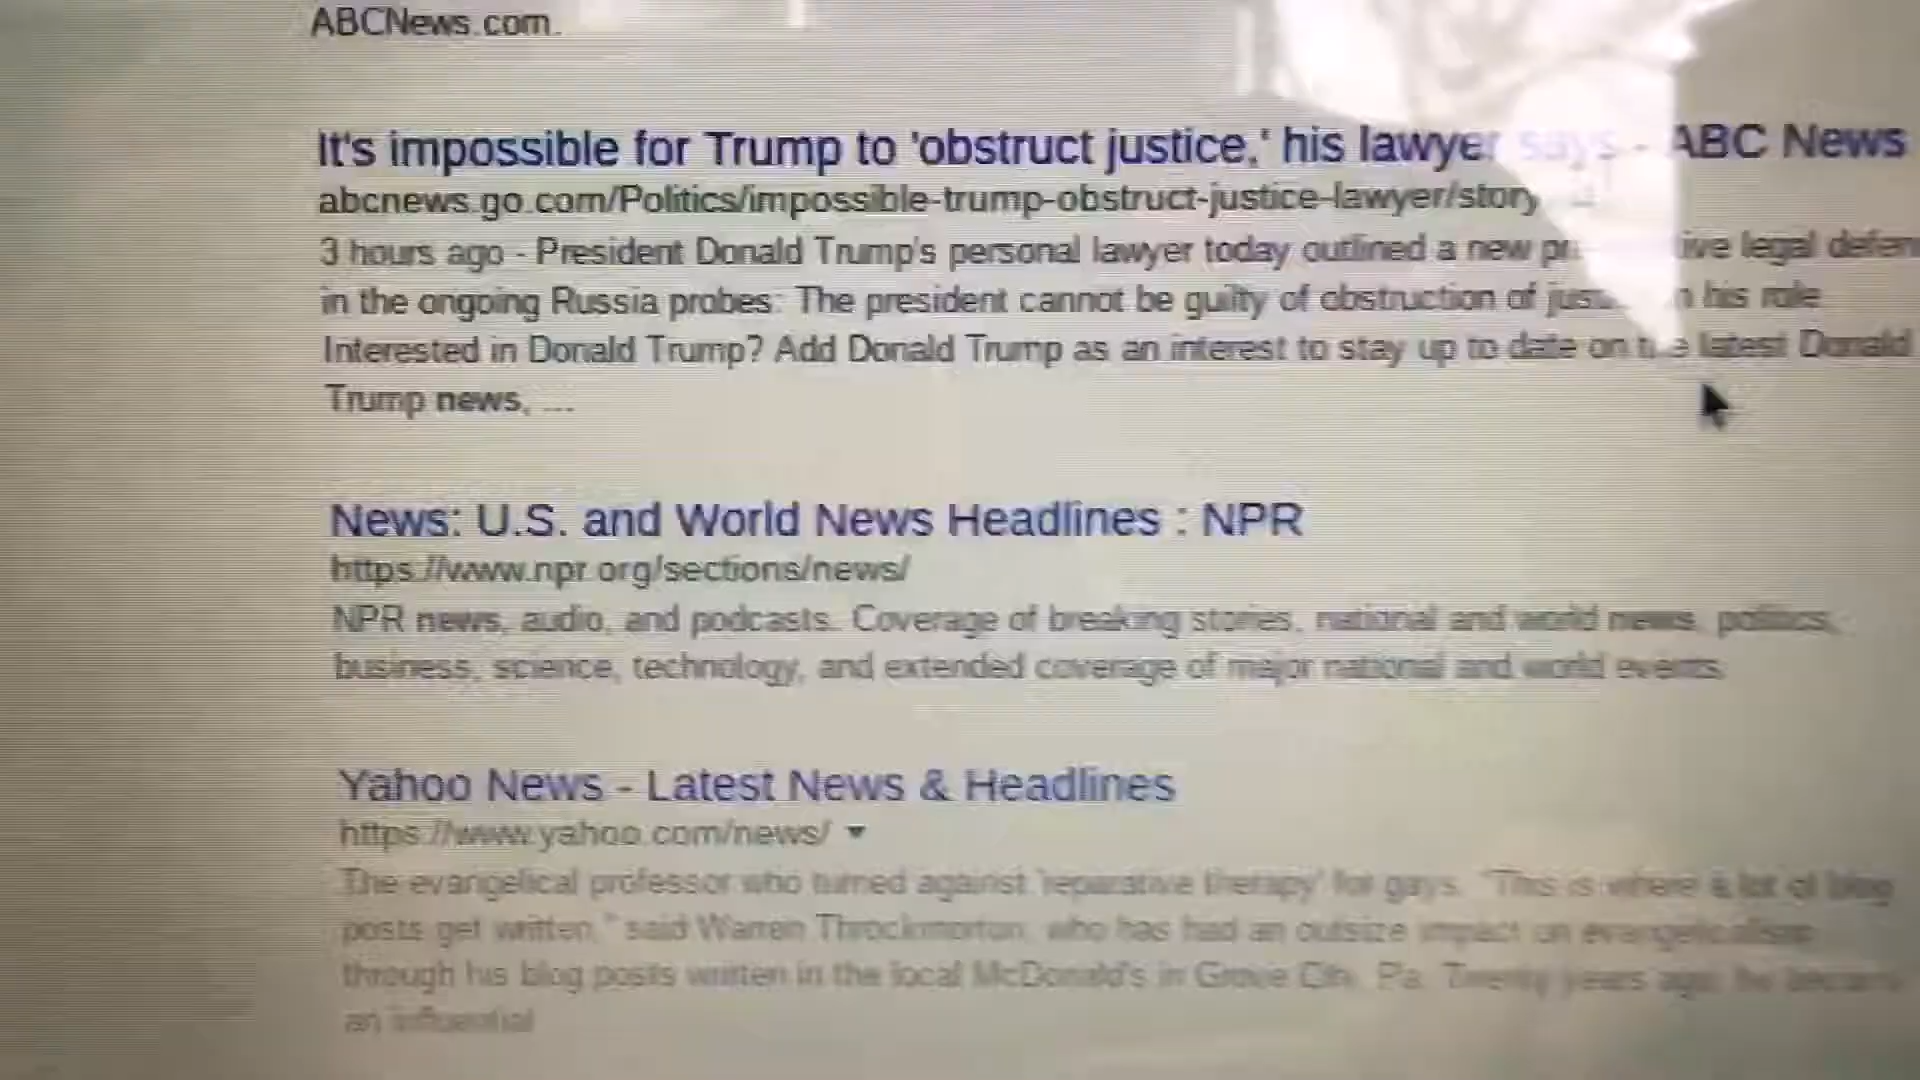 ABCNews.com.
It's impossible for Trump to 'obstruct justice,' his lawyer says - ABC News
abcnews.go.com/Politics/impossible-trump-obstruct-justice-lawyer/story
3 hours ago - President Donald Trump's personal lawyer today outlined a new legal
in the ongoing Russia probes: The president cannot be guilty of obstruction of his role
Interested in Donald Trump? Add Donald Trump as an interest to stay up to date on the latest Donald
Trump news, ...
News: U.S. and World News Headlines : NPR
https://www.npr.org/sections/news/
NPR news, audio, and podcasts. Coverage of breaking stories, national and world news, politics,
business, science, technology, and extended coverage of major national and world events.
Yahoo News - Latest News & Headlines
https://www.yahoo.com/news/
The evangelical professor who turned against 'reparative therapy' for gays. "This is where a lot of blog
posts get written," said Warren Throckmorton, who has had an outsize impact on evangelicalism
through his blog posts written in the local McDonald's in Grove City, Pa. Twenty years ago, he became
an influential